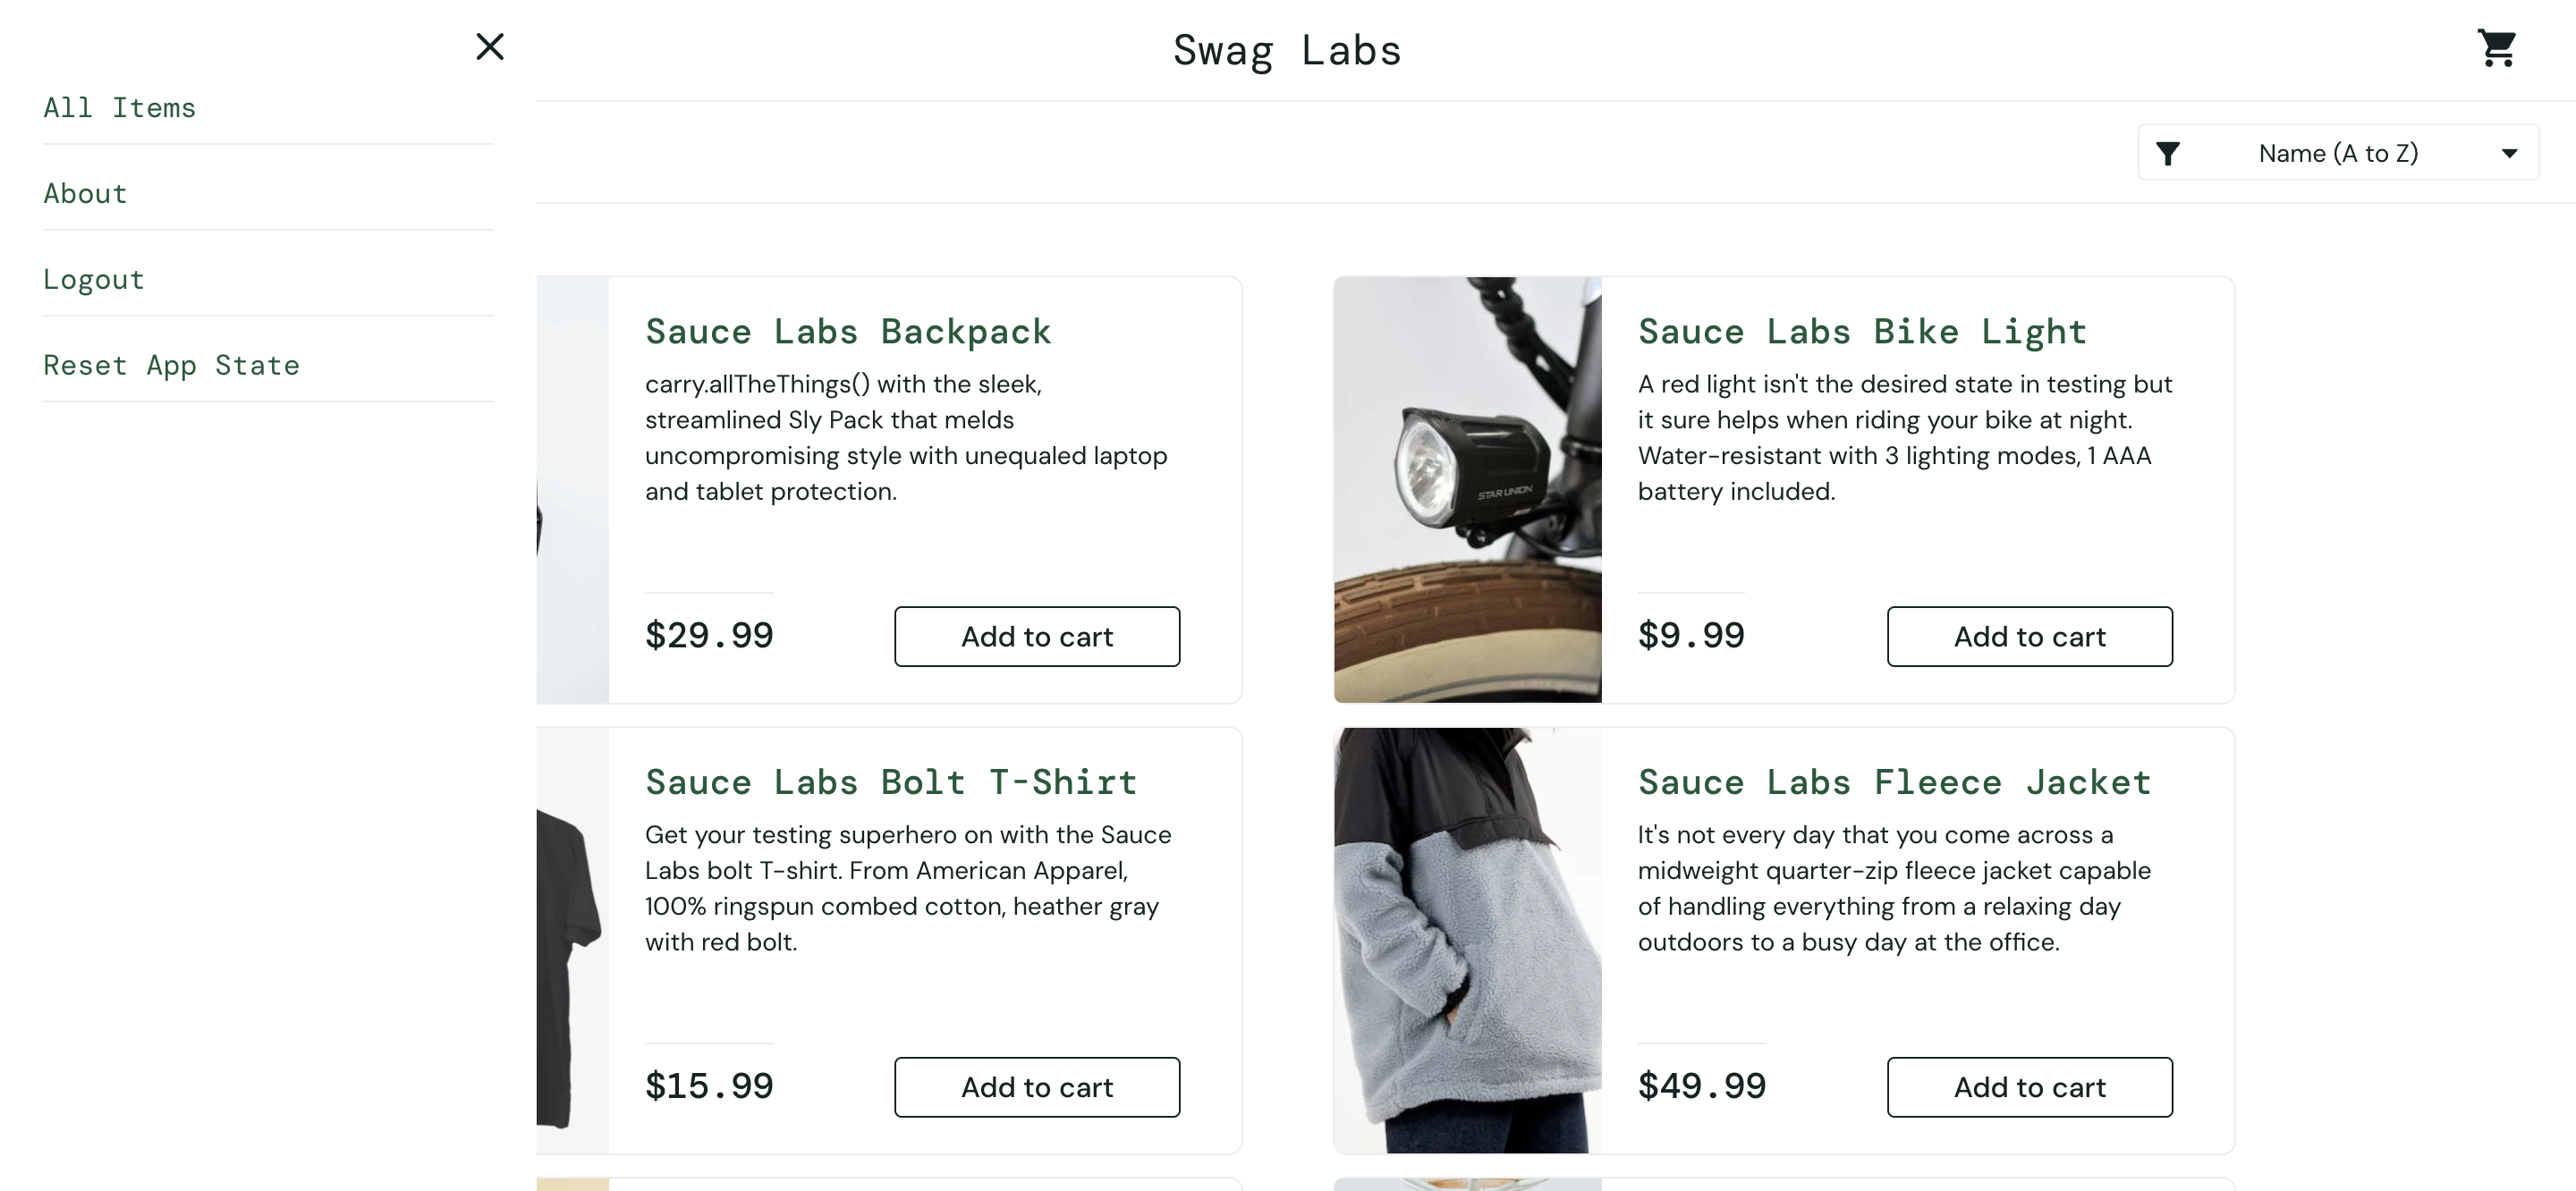 Swag Labs
All Items
About
Logout
Reset App State
Name (A to Z)
Sauce Labs Backpack
carry.allTheThings() with the sleek,
streamlined Sly Pack that melds
uncompromising style with unequaled laptop
and tablet protection.
$29.99
Add to cart
Sauce Labs Bike Light
A red light isn't the desired state in testing but
it sure helps when riding your bike at night.
Water-resistant with 3 lighting modes, 1 AAA
battery included.
STAR UNION
$9.99
Add to cart
Sauce Labs Bolt T-Shirt
Get your testing superhero on with the Sauce
Labs bolt T-shirt. From American Apparel,
100% ringspun combed cotton, heather gray
with red bolt.
$15.99
Add to cart
Sauce Labs Fleece Jacket
It's not every day that you come across a
midweight quarter-zip fleece jacket capable
of handling everything from a relaxing day
outdoors to a busy day at the office.
$49.99
Add to cart